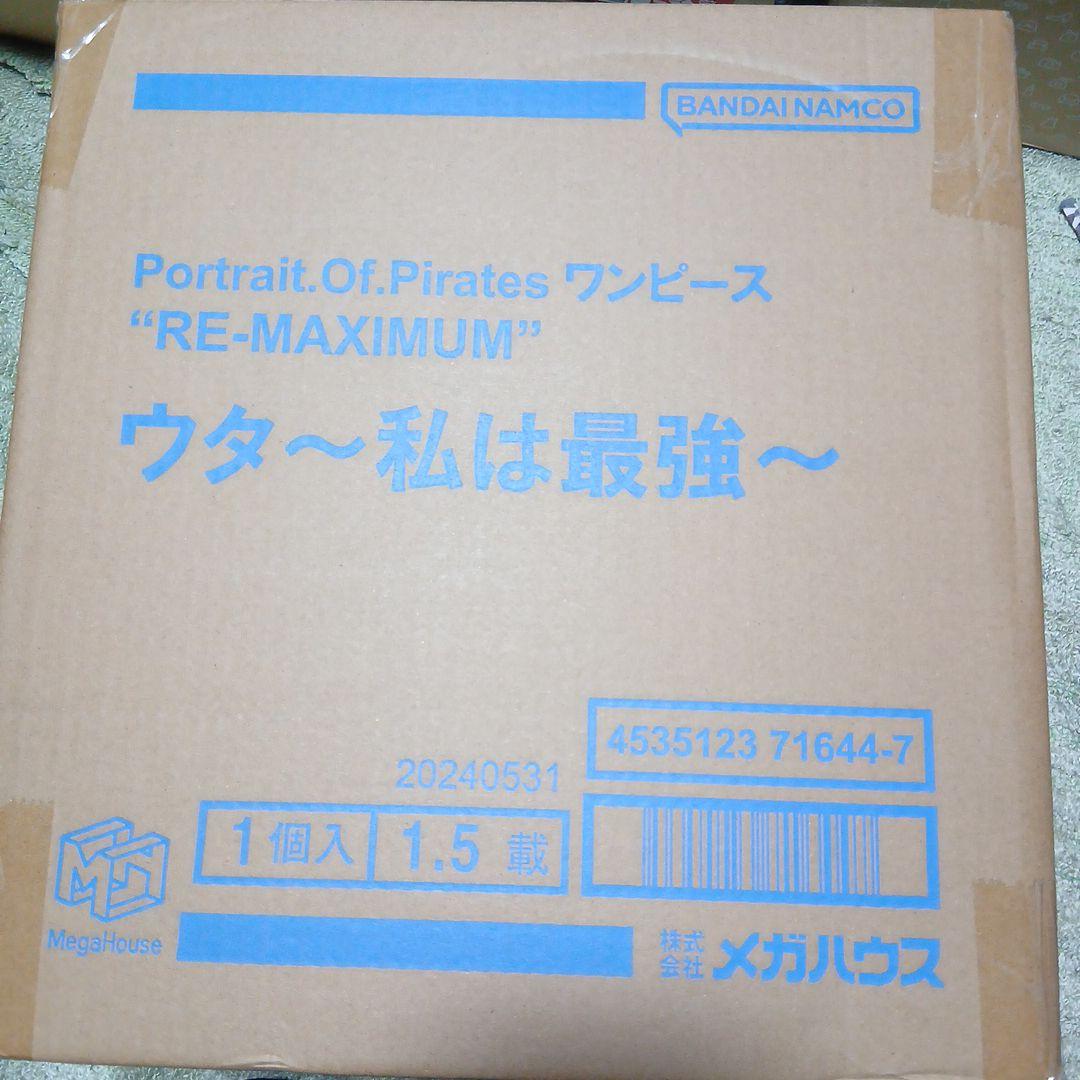 BANDAI NAMCO
Portrait.Of.Pirates ワンピース
“RE-MAXIMUM”
ウタ～私は最強～
4535123 71644-7
20240531
1個入 1.5載
MegaHouse
株式会社 メガハウス